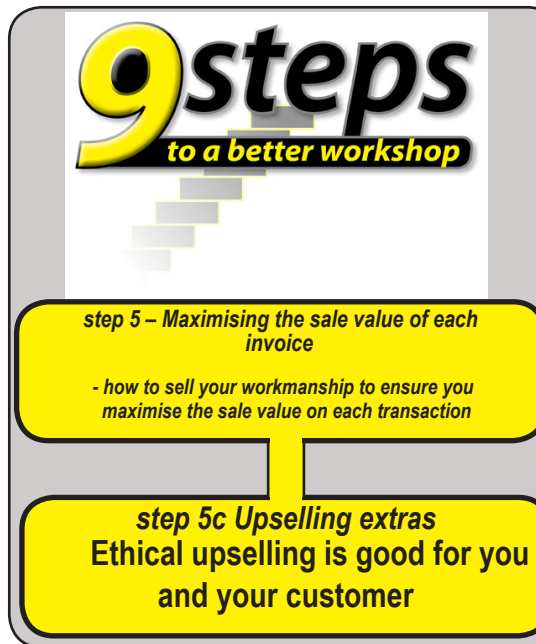 9 steps
to a better workshop
step 5 – Maximising the sale value of each
invoice
- how to sell your workmanship to ensure you
maximise the sale value on each transaction
step 5c Upselling extras
Ethical upselling is good for you
and your customer